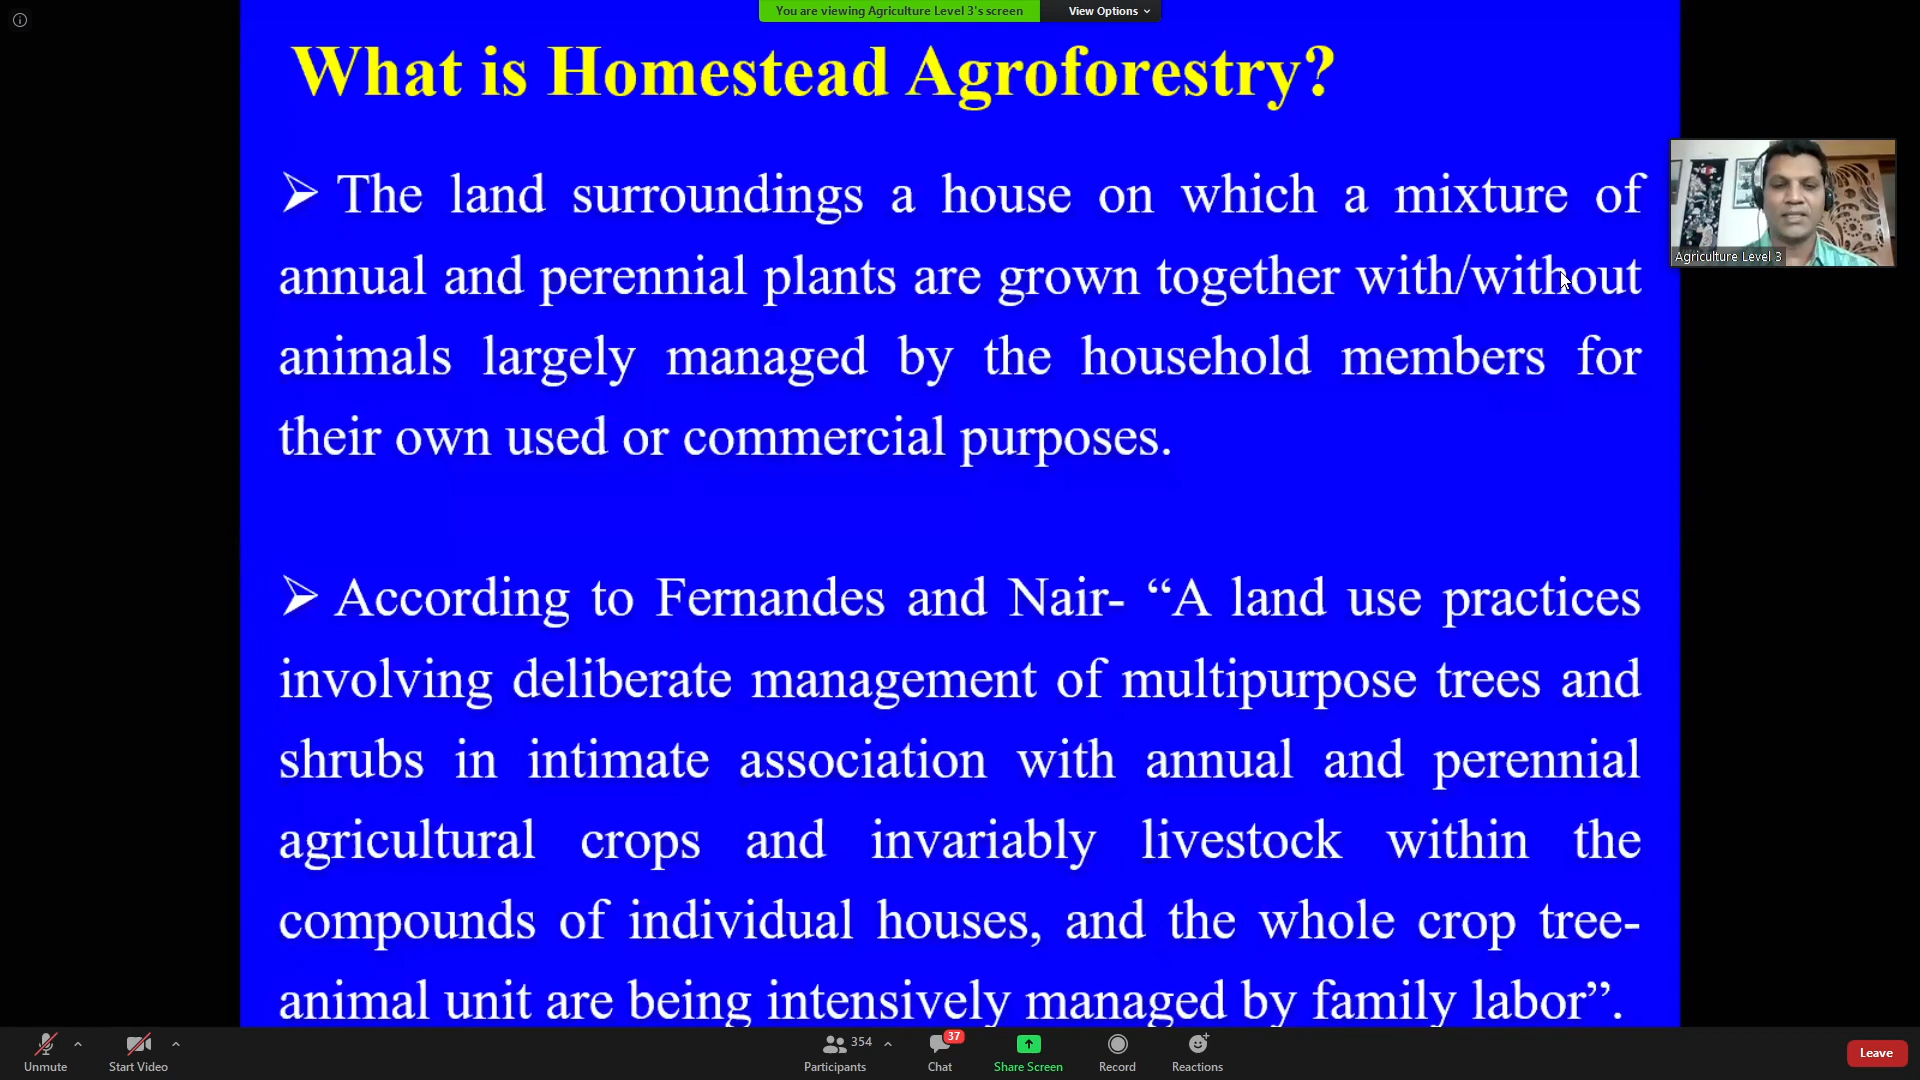 You are viewing Agriculture Level 3's screen
View Options
What is Homestead Agroforestry?
➢ The land surroundings a house on which a mixture of
annual and perennial plants are grown together with/without
animals largely managed by the household members for
their own used or commercial purposes.
➢ According to Fernandes and Nair- “A land use practices
involving deliberate management of multipurpose trees and
shrubs in intimate association with annual and perennial
agricultural crops and invariably livestock within the
compounds of individual houses, and the whole crop tree-
animal unit are being intensively managed by family labor”.
Agriculture Level 3
Unmute
Start Video
354
Participants
37
Chat
Share Screen
Record
Reactions
Leave